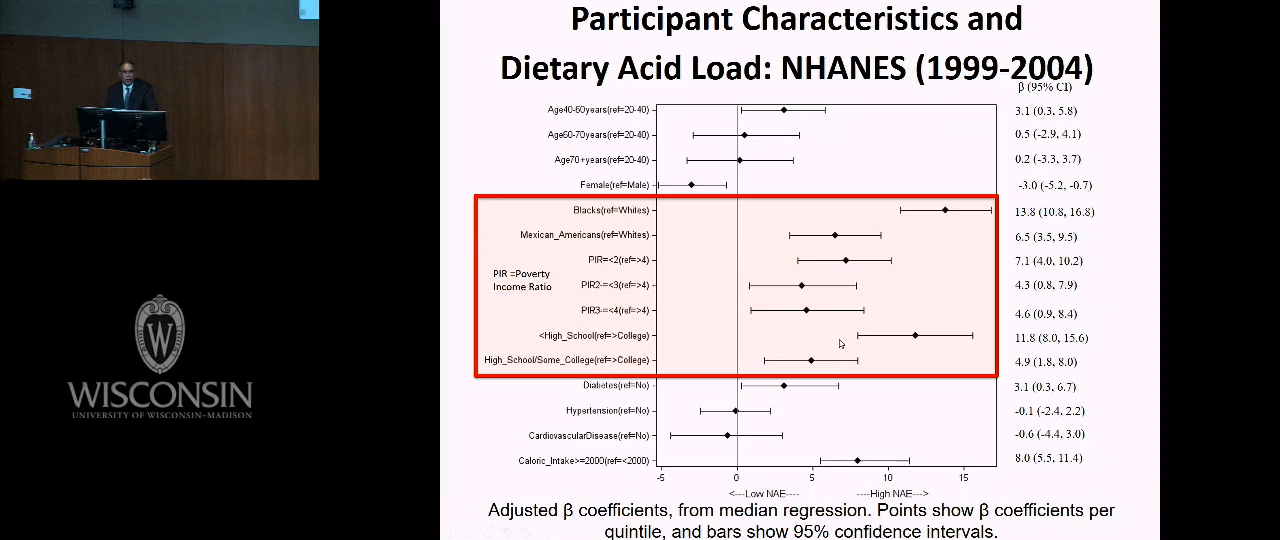 Participant Characteristics and
Dietary Acid Load: NHANES (1999-2004)
β (95% CI)
Age40-60years(ref=20-40) 3.1 (0.3, 5.8)
Age60-70years(ref=20-40) 0.5 (-2.9, 4.1)
Age70+years(ref=20-40) 0.2 (-3.3, 3.7)
Female(ref=Male) -3.0 (-5.2, -0.7)
Blacks(ref=Whites) 13.8 (10.8, 16.8)
Mexican_Americans(ref=Whites) 6.5 (3.5, 9.5)
PIR=<2(ref=>4) 7.1 (4.0, 10.2)
PIR =Poverty
Income Ratio
PIR2-=<3(ref=>4) 4.3 (0.8, 7.9)
PIR3-=<4(ref=>4) 4.6 (0.9, 8.4)
<High_School(ref=>College) 11.8 (8.0, 15.6)
High_School/Some_College(ref=>College) 4.9 (1.8, 8.0)
Diabetes(ref=No) 3.1 (0.3, 6.7)
Hypertension(ref=No) -0.1 (-2.4, 2.2)
CardiovascularDisease(ref=No) -0.6 (-4.4, 3.0)
Caloric_Intake>=2000(ref=<2000) 8.0 (5.5, 11.4)
-5 0 5 10 15
<---Low NAE---- ----High NAE--->
Adjusted β coefficients, from median regression. Points show β coefficients per
quintile, and bars show 95% confidence intervals.
W
WISCONSIN
UNIVERSITY OF WISCONSIN–MADISON